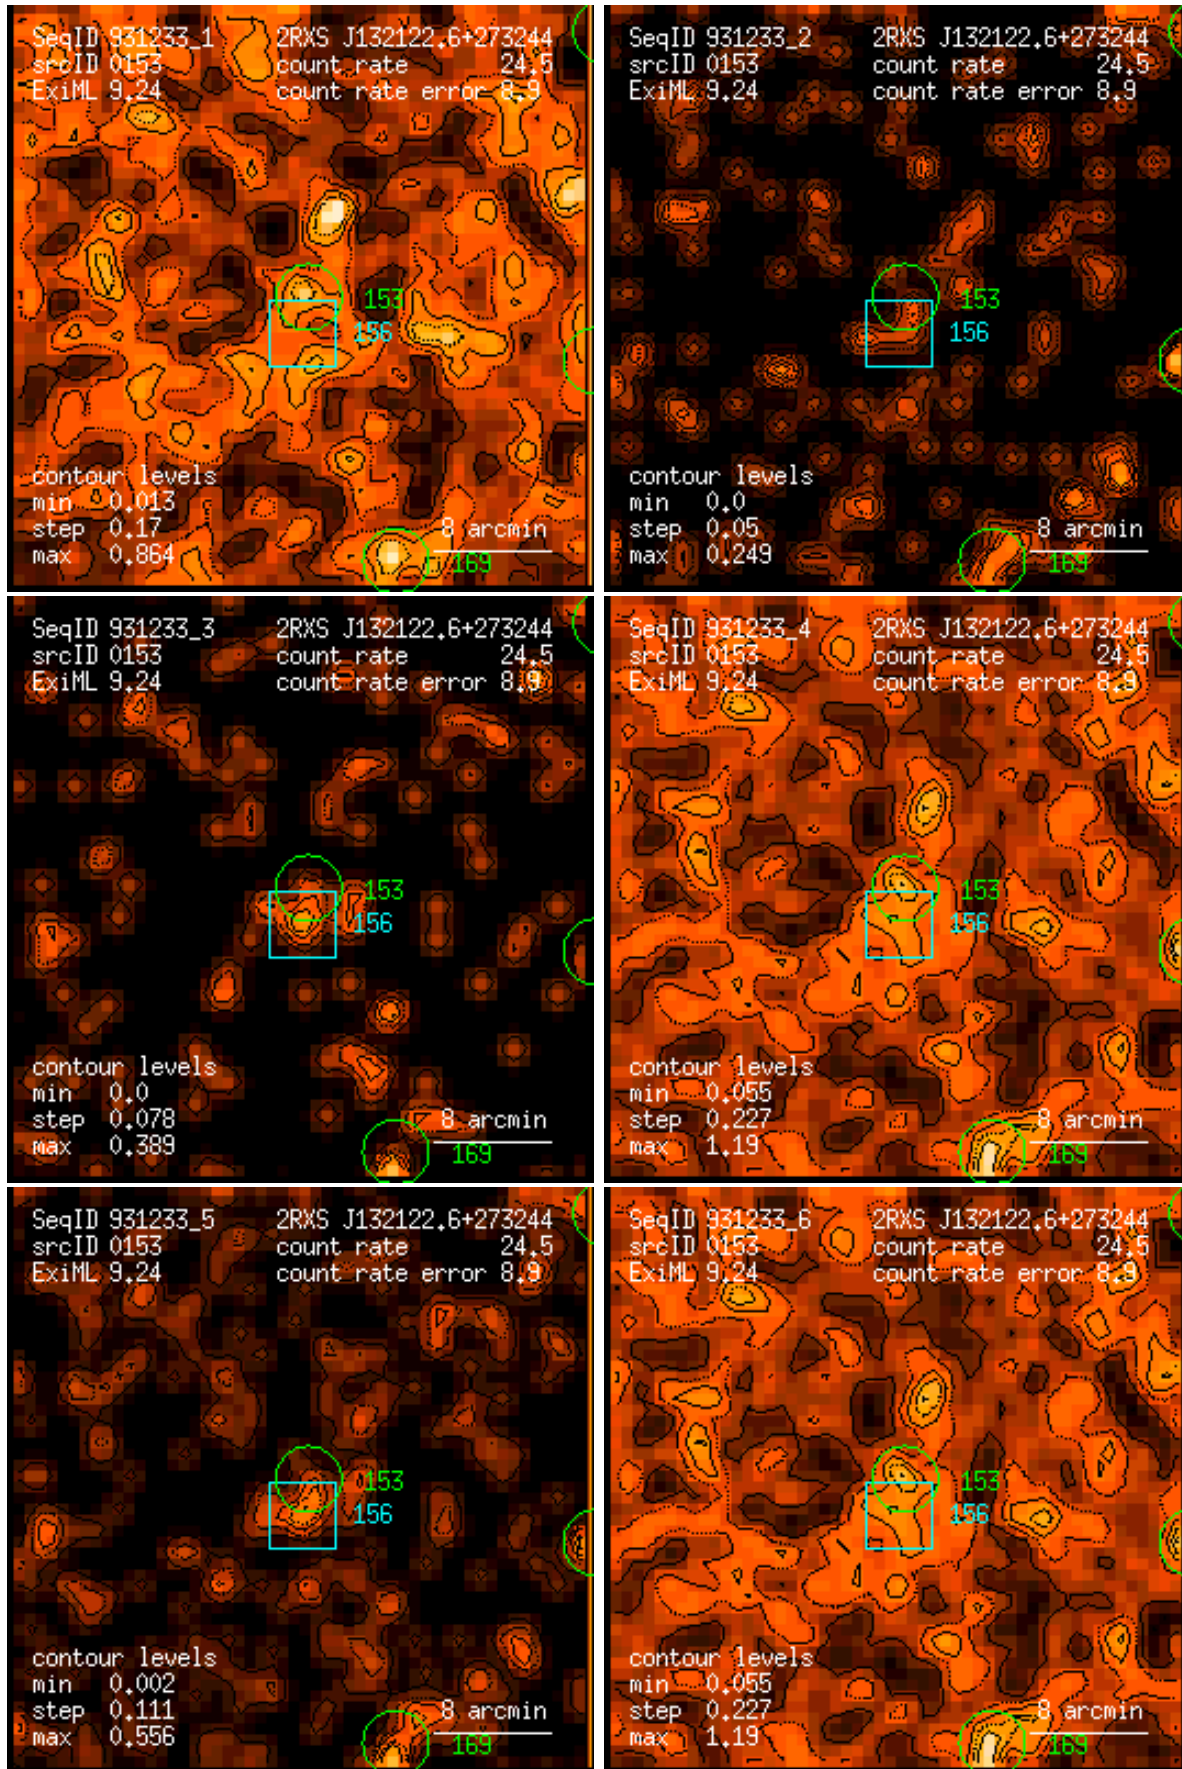 SeqID 931233_1 2RXS J132122.6+273244
srcID 0153 count rate 24.5
ExiML 9.24 count rate error 8.9
153
156
contour levels
min 0.013
step 0.17 8 arcmin
max 0.864 169
SeqID 931233_2 2RXS J132122.6+273244
srcID 0153 count rate 24.5
ExiML 9.24 count rate error 8.9
153
156
contour levels
min 0.0
step 0.05 8 arcmin
max 0.249 169
SeqID 931233_3 2RXS J132122.6+273244
srcID 0153 count rate 24.5
ExiML 9.24 count rate error 8.9
153
156
contour levels
min 0.0
step 0.078 8 arcmin
max 0.389 169
SeqID 931233_4 2RXS J132122.6+273244
srcID 0153 count rate 24.5
ExiML 9.24 count rate error 8.9
153
156
contour levels
min 0.055
step 0.227 8 arcmin
max 1.19 169
SeqID 931233_5 2RXS J132122.6+273244
srcID 0153 count rate 24.5
ExiML 9.24 count rate error 8.9
153
156
contour levels
min 0.002
step 0.111 8 arcmin
max 0.556 169
SeqID 931233_6 2RXS J132122.6+273244
srcID 0153 count rate 24.5
ExiML 9.24 count rate error 8.9
153
156
contour levels
min 0.055
step 0.227 8 arcmin
max 1.19 169